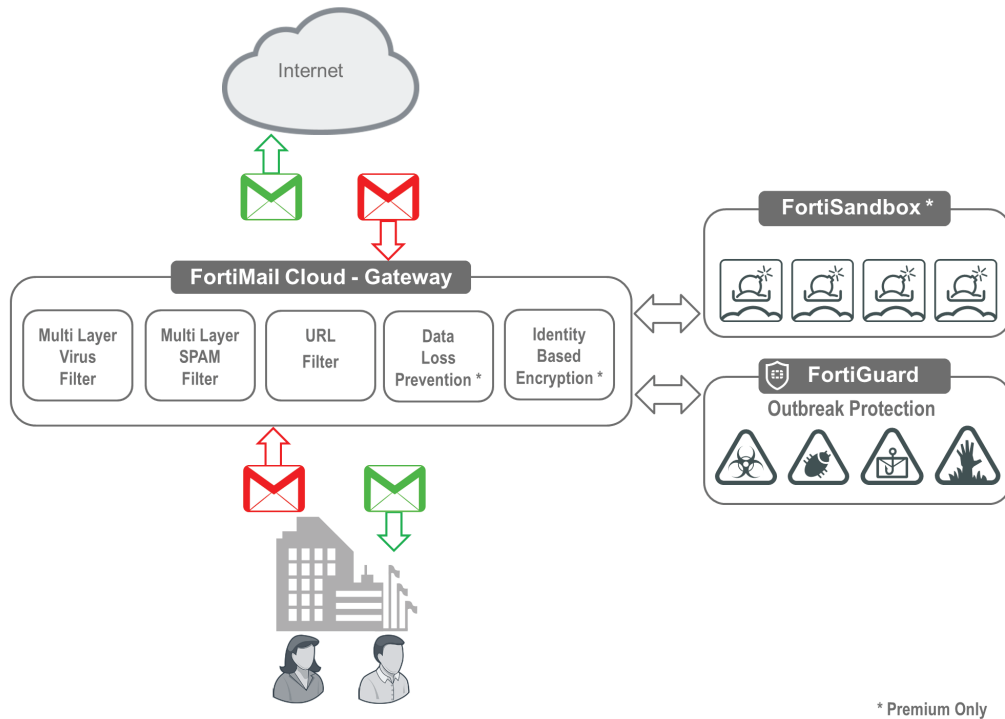 Internet
FortiSandbox *
FortiMail Cloud - Gateway
Multi Layer
Virus
Filter
Multi Layer
SPAM
Filter
URL
Filter
Data
Loss
Prevention *
Identity
Based
Encryption *
FortiGuard
Outbreak Protection
* Premium Only